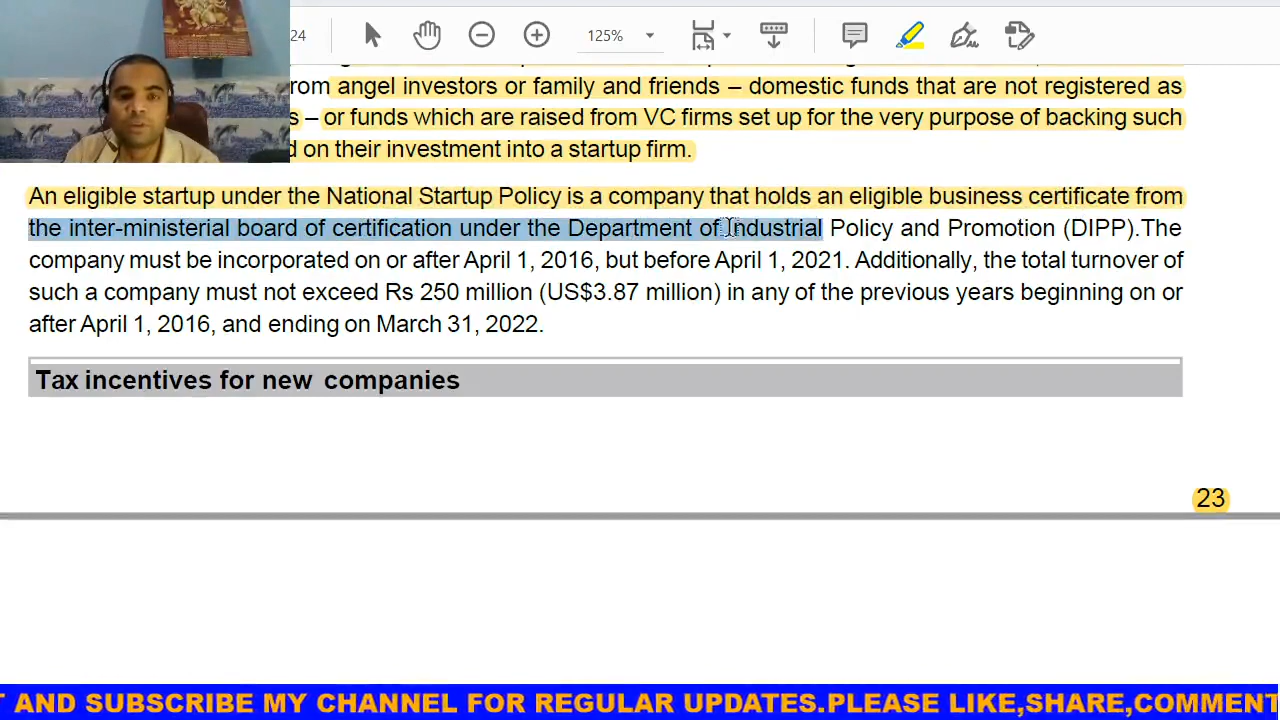 24
125%
rom angel investors or family and friends – domestic funds that are not registered as
s – or funds which are raised from VC firms set up for the very purpose of backing such
d on their investment into a startup firm.
An eligible startup under the National Startup Policy is a company that holds an eligible business certificate from
the inter-ministerial board of certification under the Department of Industrial Policy and Promotion (DIPP).The
company must be incorporated on or after April 1, 2016, but before April 1, 2021. Additionally, the total turnover of
such a company must not exceed Rs 250 million (US$3.87 million) in any of the previous years beginning on or
after April 1, 2016, and ending on March 31, 2022.
Tax incentives for new companies
23
T AND SUBSCRIBE MY CHANNEL FOR REGULAR UPDATES.PLEASE LIKE,SHARE,COMMENT